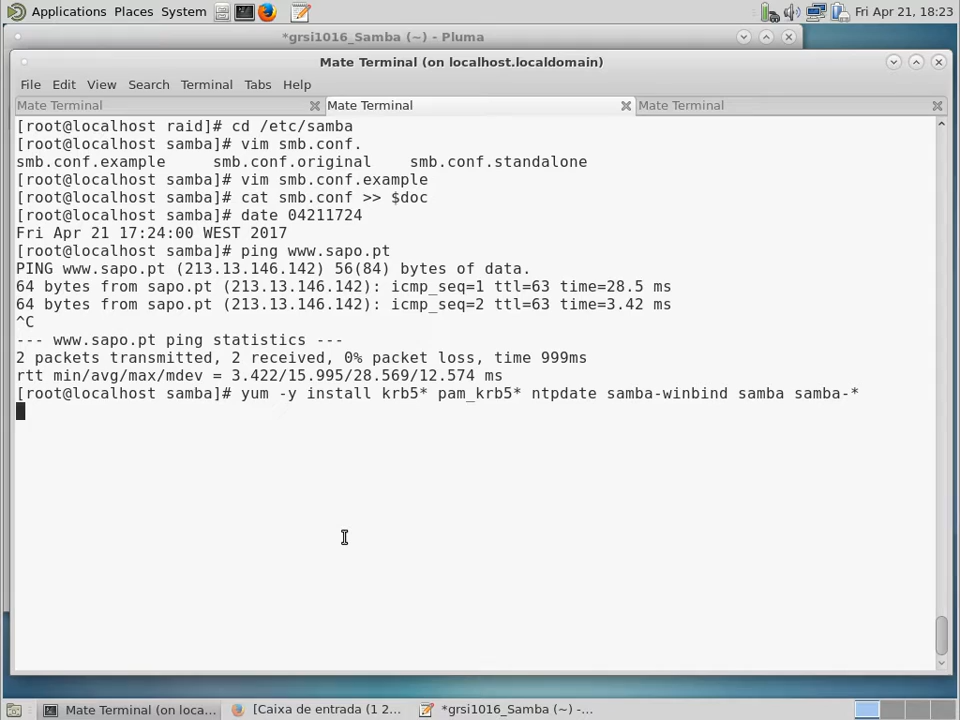 Applications Places System
Fri Apr 21, 18:23
*grsi1016_Samba (~) - Pluma
Mate Terminal (on localhost.localdomain)
File Edit View Search Terminal Tabs Help
Mate Terminal
Mate Terminal
Mate Terminal
[root@localhost raid]# cd /etc/samba
[root@localhost samba]# vim smb.conf.
smb.conf.example smb.conf.original smb.conf.standalone
[root@localhost samba]# vim smb.conf.example
[root@localhost samba]# cat smb.conf >> $doc
[root@localhost samba]# date 04211724
Fri Apr 21 17:24:00 WEST 2017
[root@localhost samba]# ping www.sapo.pt
PING www.sapo.pt (213.13.146.142) 56(84) bytes of data.
64 bytes from sapo.pt (213.13.146.142): icmp_seq=1 ttl=63 time=28.5 ms
64 bytes from sapo.pt (213.13.146.142): icmp_seq=2 ttl=63 time=3.42 ms
^C
--- www.sapo.pt ping statistics ---
2 packets transmitted, 2 received, 0% packet loss, time 999ms
rtt min/avg/max/mdev = 3.422/15.995/28.569/12.574 ms
[root@localhost samba]# yum -y install krb5* pam_krb5* ntpdate samba-winbind samba samba-*
Mate Terminal (on loca...
[Caixa de entrada (1 2...
*grsi1016_Samba (~) -...